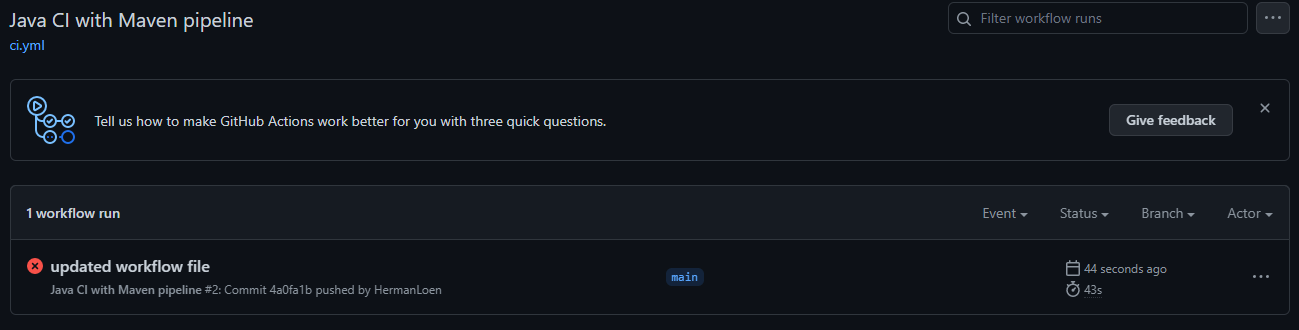 Java CI with Maven pipeline
Filter workflow runs
ci.yml
Tell us how to make GitHub Actions work better for you with three quick questions.
Give feedback
1 workflow run
Event
Status
Branch
Actor
updated workflow file
Java CI with Maven pipeline #2: Commit 4a0fa1b pushed by HermanLoen
main
44 seconds ago
43s